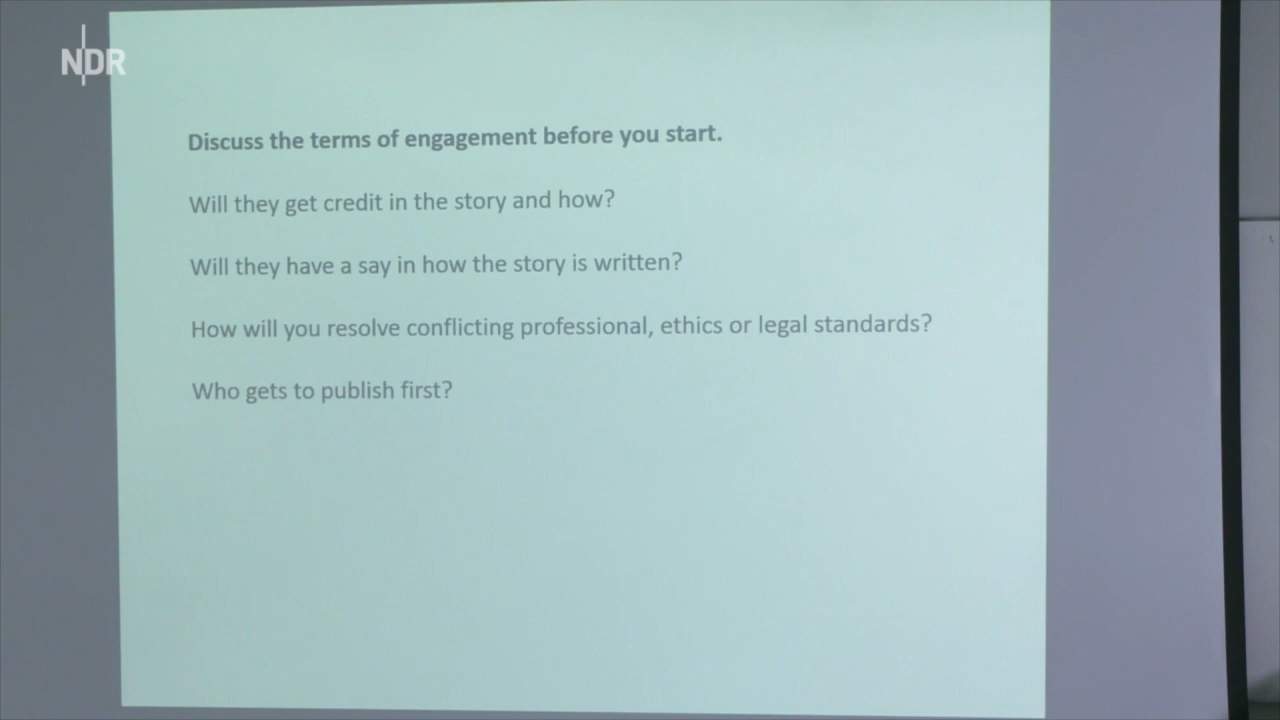 NDR
Discuss the terms of engagement before you start.
Will they get credit in the story and how?
Will they have a say in how the story is written?
How will you resolve conflicting professional, ethics or legal standards?
Who gets to publish first?